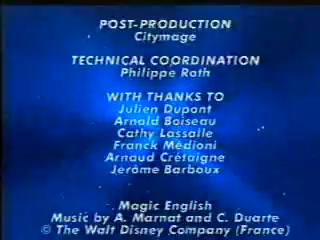 POST-PRODUCTION
Citymage
TECHNICAL COORDINATION
Philippe Rath
WITH THANKS TO
Julien Dupont
Arnold Boiseau
Cathy Lassalle
Franck Médioni
Arnaud Crétaigne
Jerôme Barboux
Magic English
Music by A. Marnat and C. Duarte
© The Walt Disney Company (France)